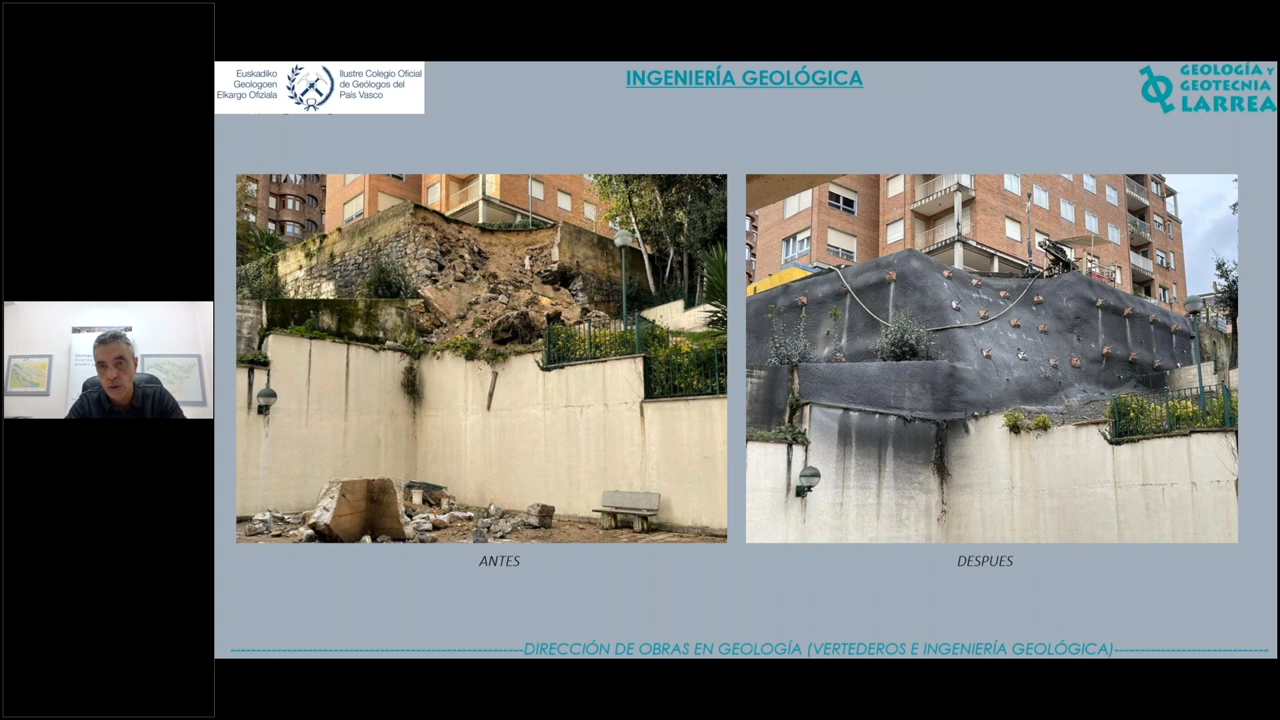 Euskadiko
Geologoen
Elkargo Ofiziala
Ilustre Colegio Oficial
de Geólogos del
País Vasco
INGENIERÍA GEOLÓGICA
GEOLOGÍA Y
GEOTECNIA
LARREA
ANTES
DESPUES
DIRECCIÓN DE OBRAS EN GEOLOGÍA (VERTEDEROS E INGENIERÍA GEOLÓGICA)